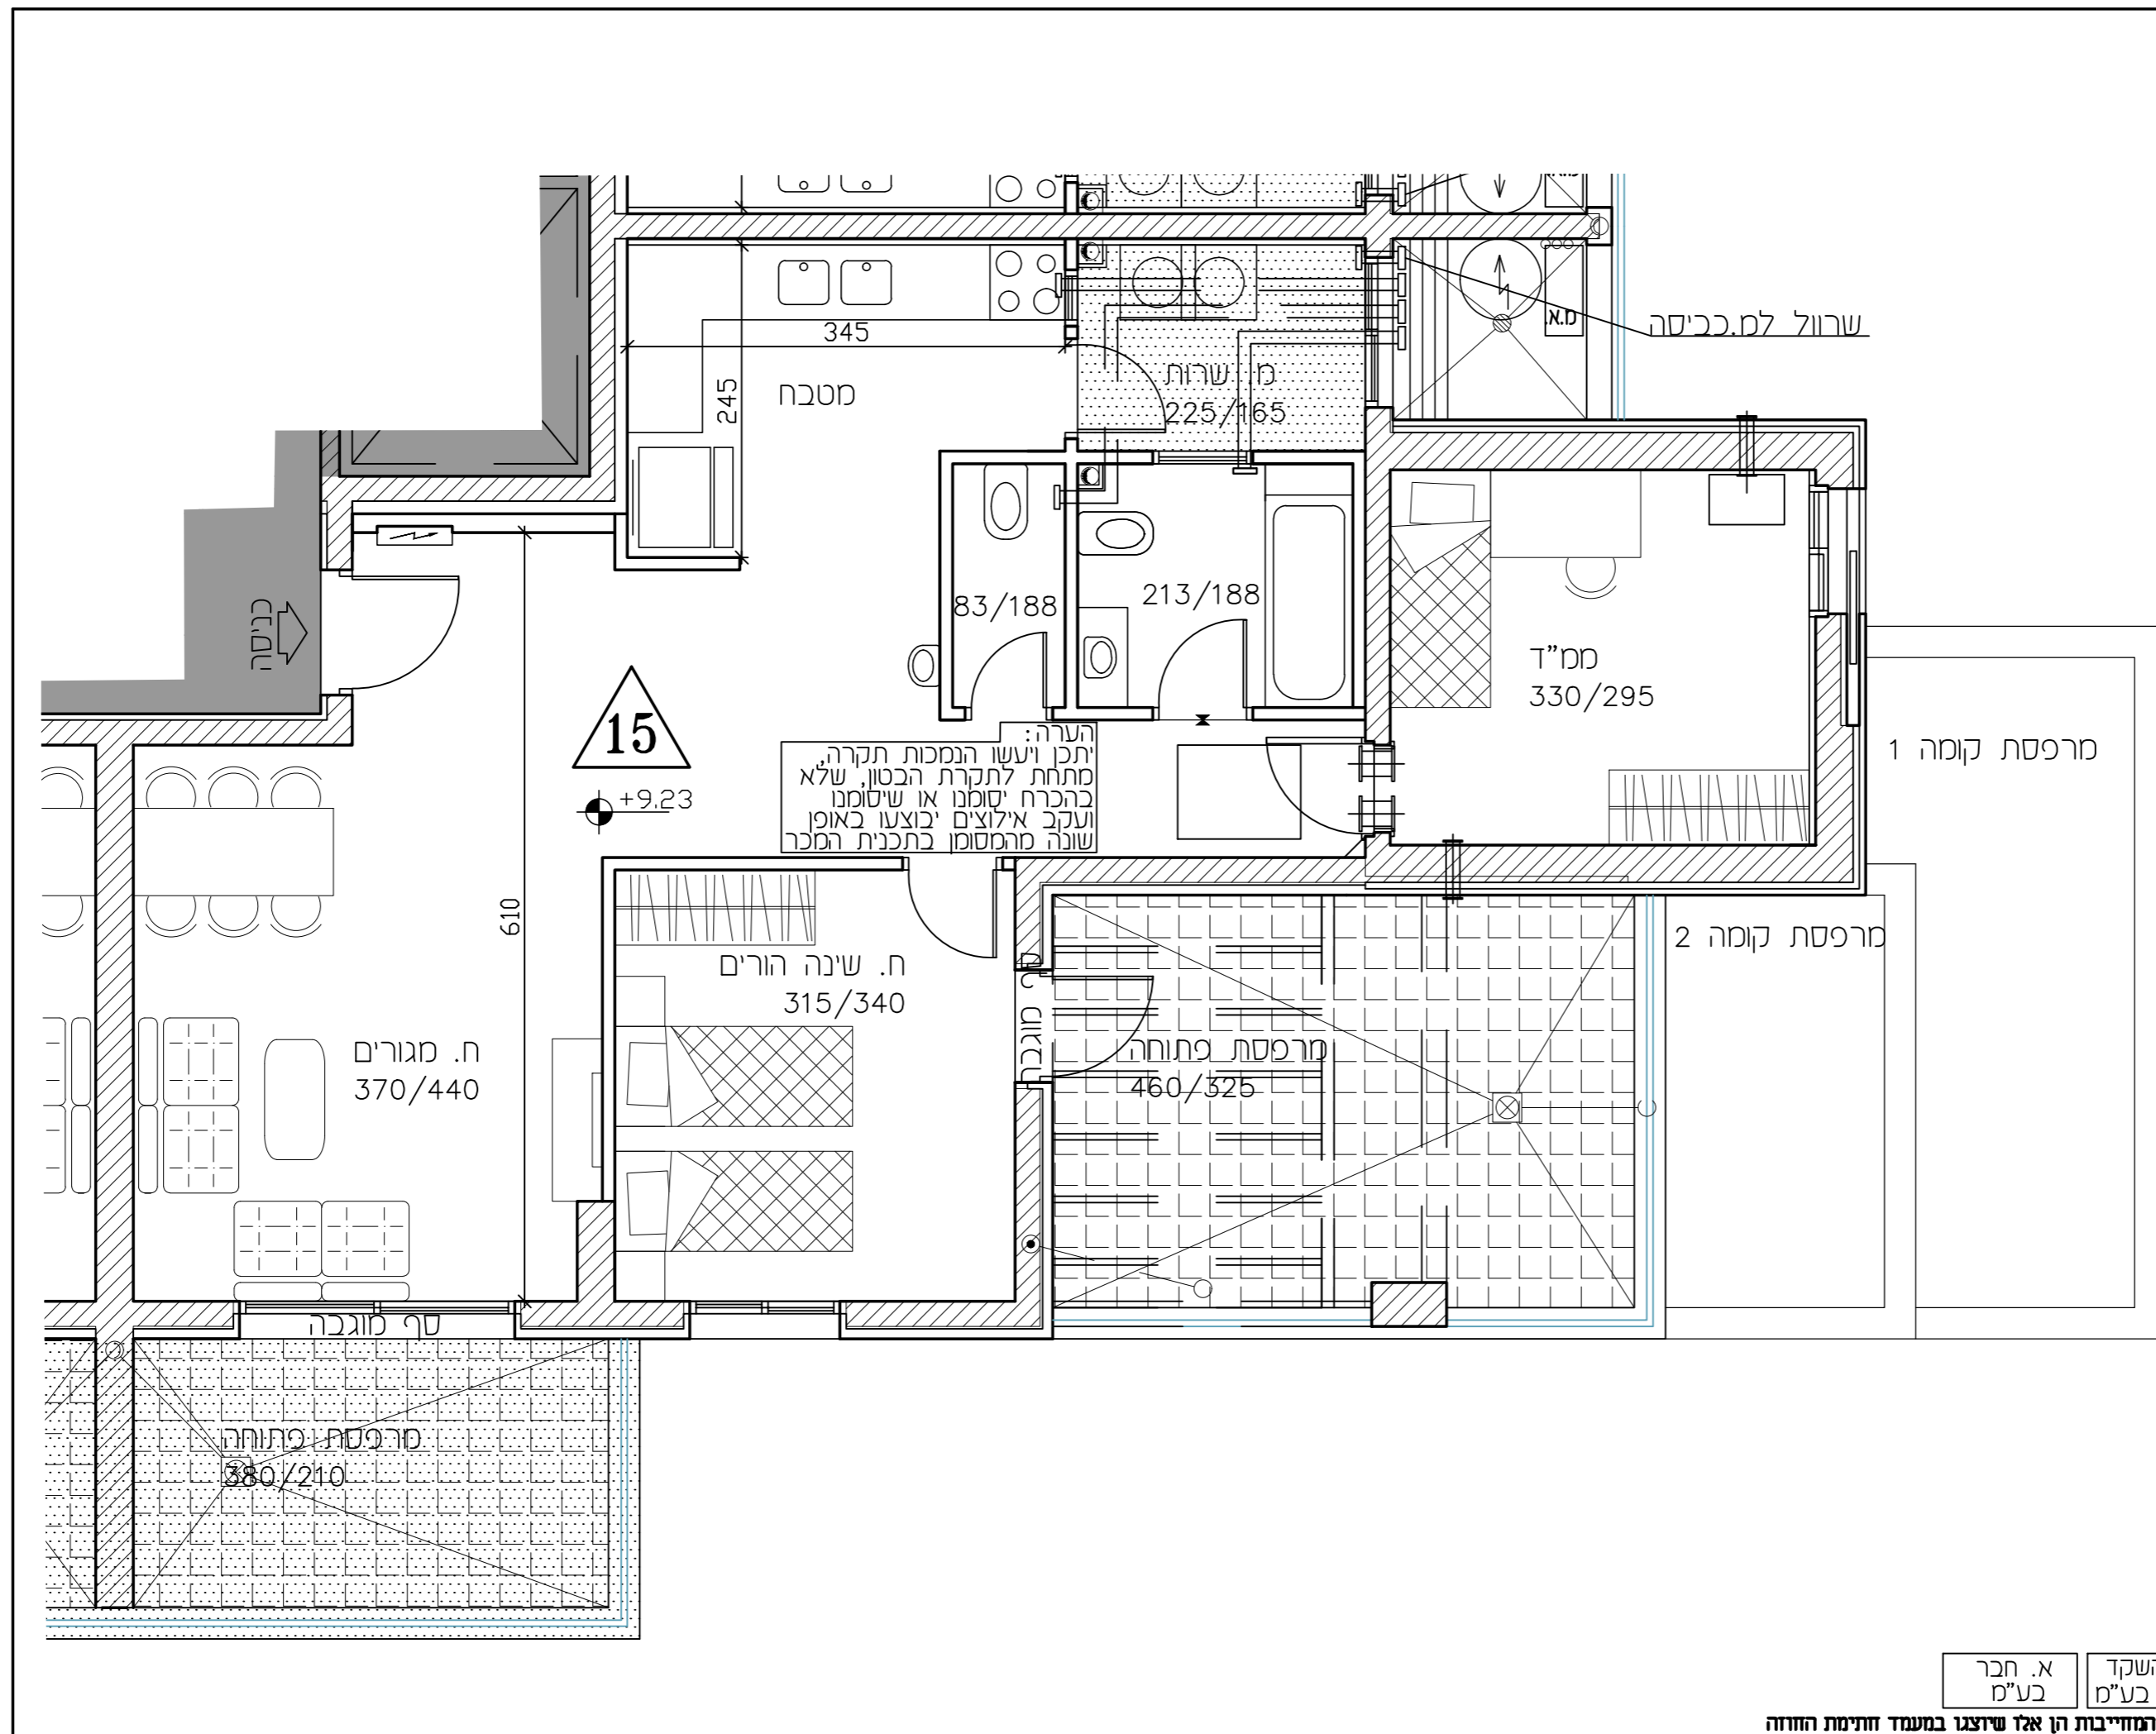 345
245
מטבח
מ. שרות
225/165
מ.א.
שרוול למ.כביסה
כניסה
83/188
213/188
ממ"ד
330/295
מרפסת קומה 1
15
+9.23
הערה:
יתכן ויעשו הנמכות תקרה,
מתחת לתקרת הבטון, שלא
בהכרח יסומנו או שיסומנו
ועקב אילוצים יבוצעו באופן
שונה מהמסומן בתכנית המכר
610
ח. שינה הורים
315/340
מרפסת קומה 2
סף מוגבה
ח. מגורים
370/440
מרפסת פתוחה
460/325
סף מוגבה
מרפסת פתוחה
380/210
א. חבר
בע"מ
השקד
בע"מ
המחייבות הן אלו שיוצגו במעמד חתימת החוזה